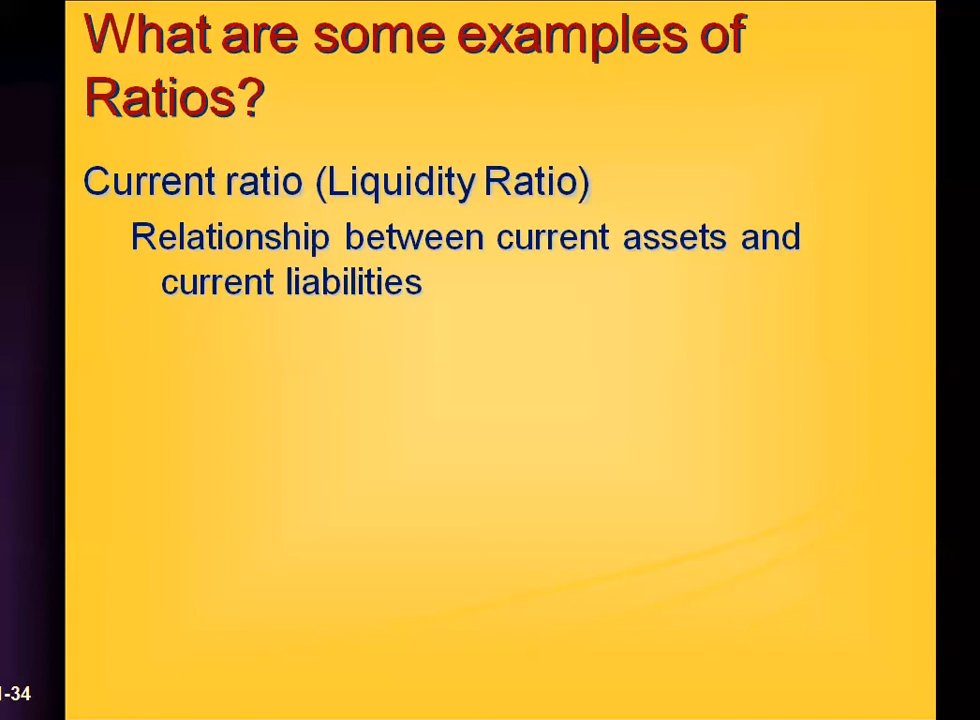 What are some examples of
Ratios?
Current ratio (Liquidity Ratio)
Relationship between current assets and
current liabilities
-34